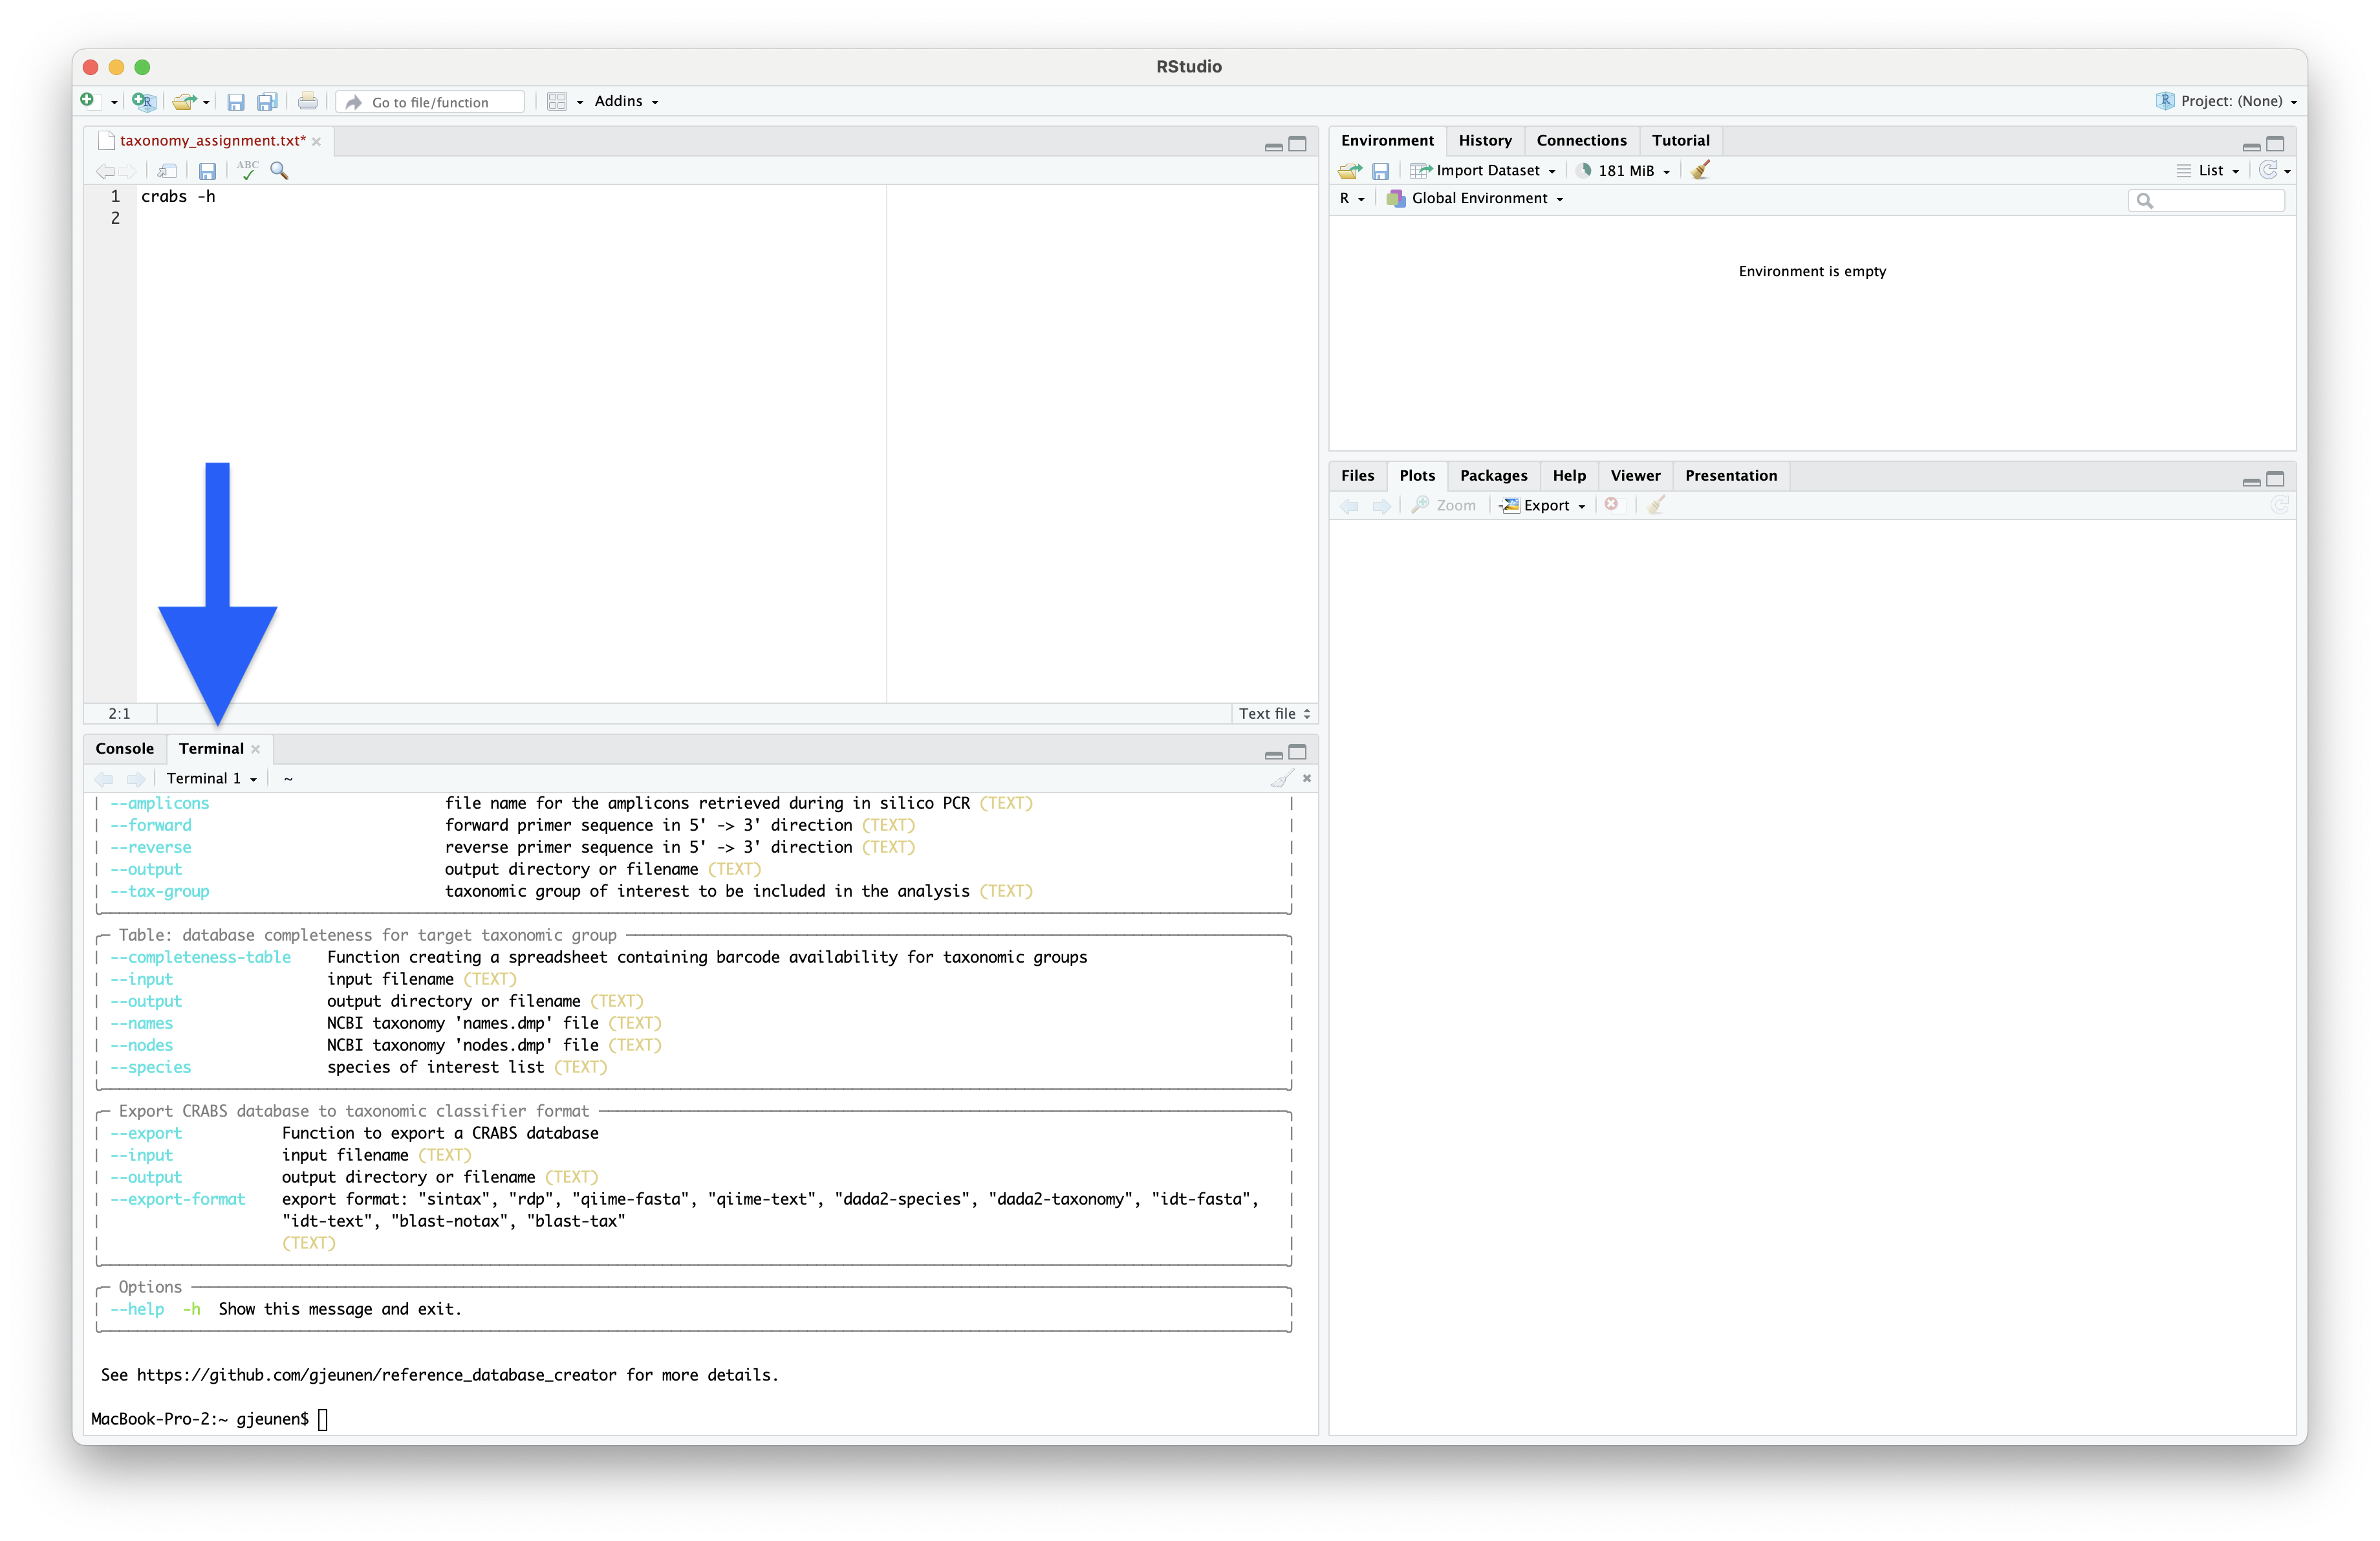 RStudio
Go to file/function
Addins
Project: (None)
taxonomy_assignment.txt*
ABC
1 crabs -h
2
2:1
Text file
Console Terminal
Terminal 1 ~
--amplicons file name for the amplicons retrieved during in silico PCR (TEXT)
--forward forward primer sequence in 5' -> 3' direction (TEXT)
--reverse reverse primer sequence in 5' -> 3' direction (TEXT)
--output output directory or filename (TEXT)
--tax-group taxonomic group of interest to be included in the analysis (TEXT)
Table: database completeness for target taxonomic group
--completeness-table Function creating a spreadsheet containing barcode availability for taxonomic groups
--input input filename (TEXT)
--output output directory or filename (TEXT)
--names NCBI taxonomy 'names.dmp' file (TEXT)
--nodes NCBI taxonomy 'nodes.dmp' file (TEXT)
--species species of interest list (TEXT)
Export CRABS database to taxonomic classifier format
--export Function to export a CRABS database
--input input filename (TEXT)
--output output directory or filename (TEXT)
--export-format export format: "sintax", "rdp", "qiime-fasta", "qiime-text", "dada2-species", "dada2-taxonomy", "idt-fasta",
"idt-text", "blast-notax", "blast-tax"
(TEXT)
Options
--help -h Show this message and exit.
See https://github.com/gjeunen/reference_database_creator for more details.
MacBook-Pro-2:~ gjeunen$
Environment History Connections Tutorial
Import Dataset 181 MiB List
R Global Environment
Environment is empty
Files Plots Packages Help Viewer Presentation
Zoom Export